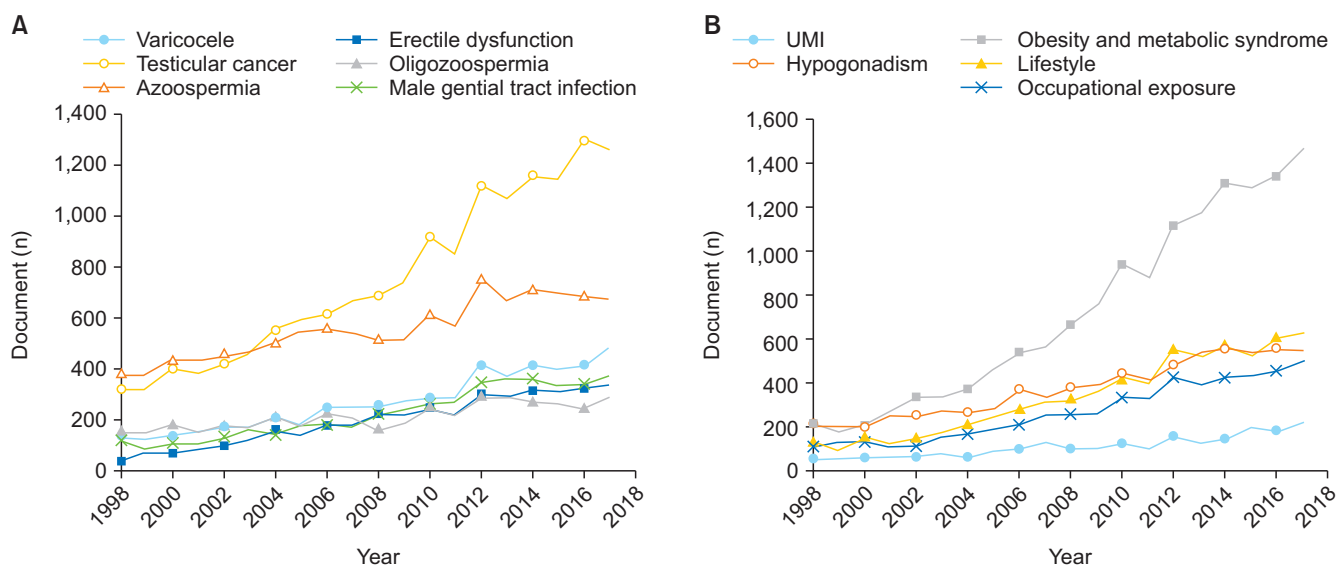 A
Varicocele
Testicular cancer
Azoospermia
Erectile dysfunction
Oligozoospermia
Male gential tract infection
1,400
1,200
1,000
800
600
400
200
0
Document (n)
1998 2000 2002 2004 2006 2008 2010 2012 2014 2016 2018
Year
B
UMI
Hypogonadism
Obesity and metabolic syndrome
Lifestyle
Occupational exposure
1,600
1,400
1,200
1,000
800
600
400
200
0
Document (n)
1998 2000 2002 2004 2006 2008 2010 2012 2014 2016 2018
Year